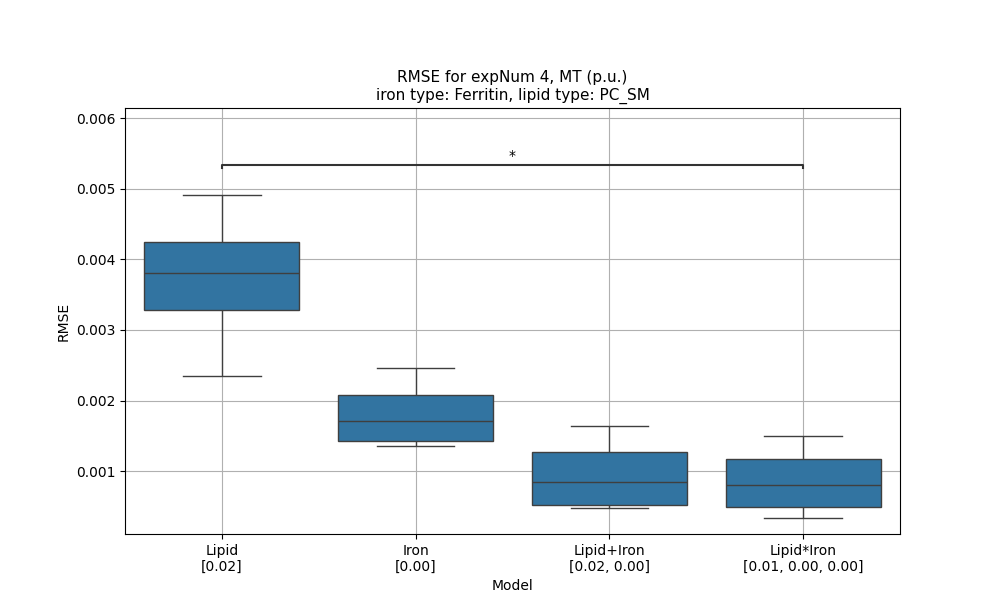 RMSE for expNum 4, MT (p.u.)
iron type: Ferritin, lipid type: PC_SM
0.006
0.005
0.004
0.003
0.002
0.001
RMSE
*
Lipid
[0.02]
Iron
[0.00]
Lipid+Iron
[0.02, 0.00]
Lipid*Iron
[0.01, 0.00, 0.00]
Model